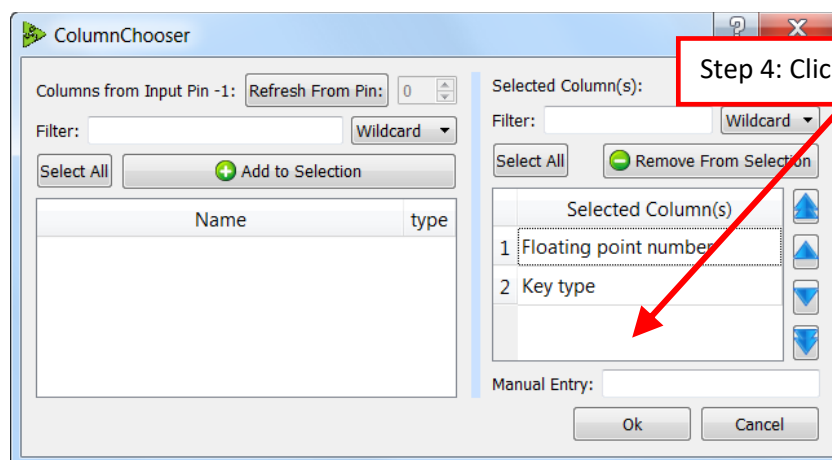 ColumnChooser
?
X
Step 4: Clic
Columns from Input Pin -1: Refresh From Pin: 0
Filter: Wildcard
Select All Add to Selection
Name type
Selected Column(s):
Filter: Wildcard
Select All Remove From Selection
Selected Column(s)
1 Floating point number
2 Key type
Manual Entry:
Ok Cancel